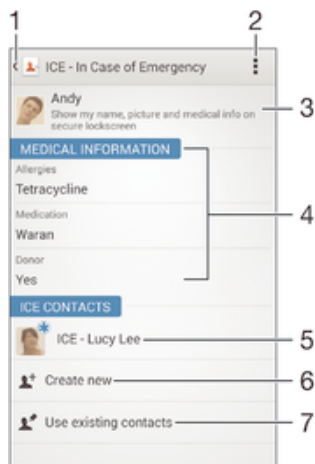 1 2
ICE - In Case of Emergency
Andy
Show my name, picture and medical info on
secure lockscreen
3
MEDICAL INFORMATION
Allergies
Tetracycline
4
Medication
Waran
Donor
Yes
ICE CONTACTS
ICE - Lucy Lee 5
Create new 6
Use existing contacts 7